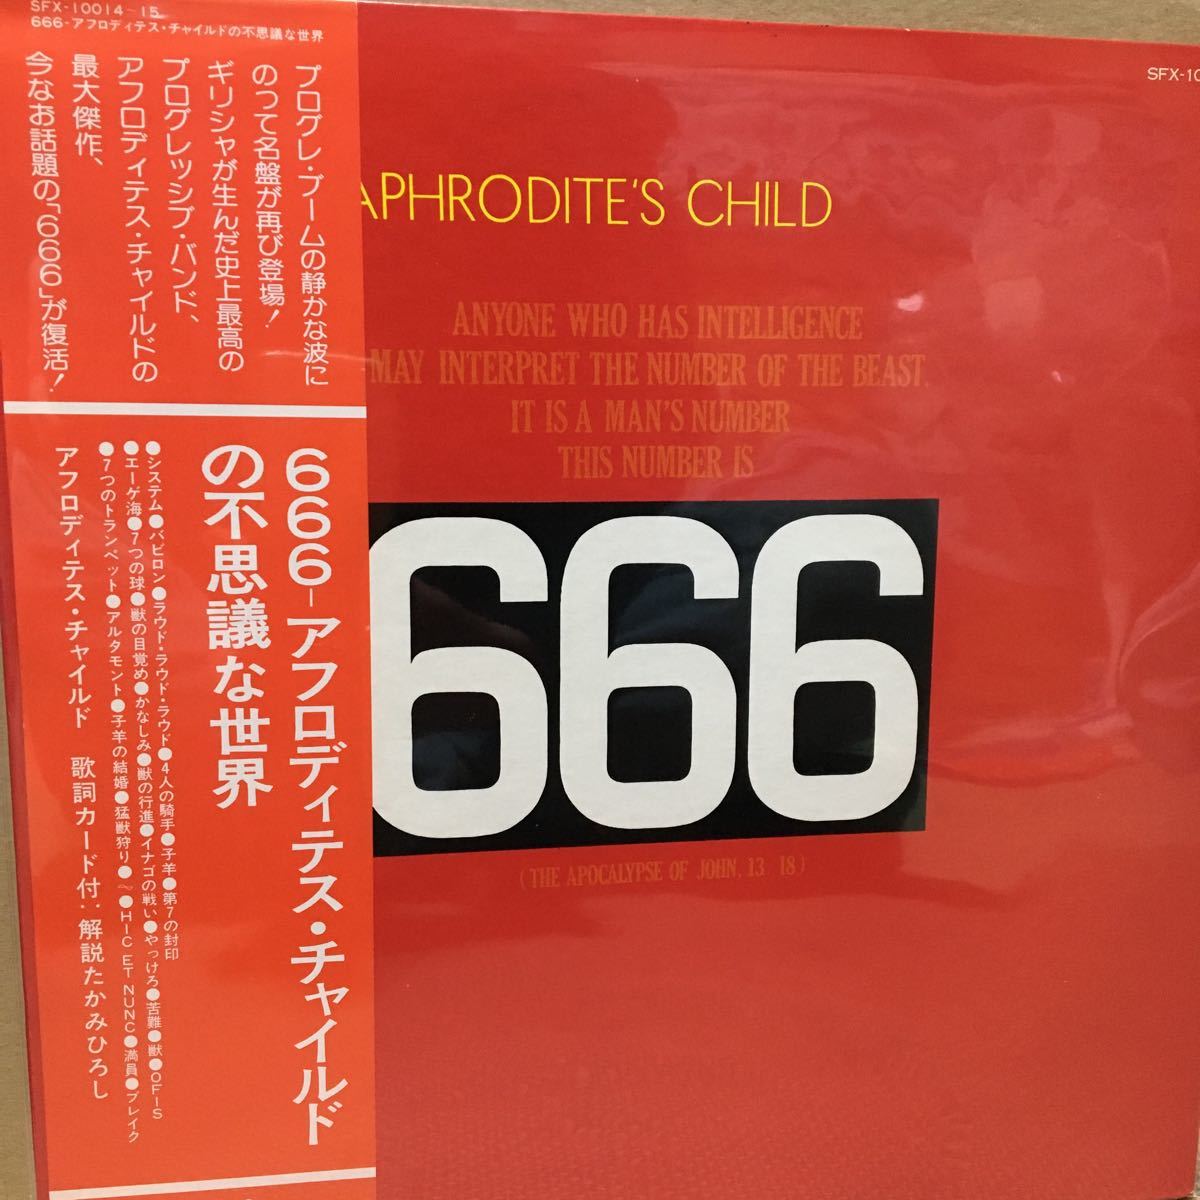 SFX-10014~15
666-アフロディテス・チャイルドの不思議な世界
プログレ・ブームの静かな波に
のって名盤が再び登場!
ギリシャが生んだ史上最高の
プログレッシブ・バンド、
アフロディテス・チャイルドの
最大傑作、
今なお話題の「666」が復活!
666-アフロディテス・チャイルド
の不思議な世界
●システム●バビロン●ラウド・ラウド・ラウド●4人の騎手●子羊●第7の封印
●エーゲ海●7つの球●獣の目覚め●かなしみ●獣の行進●イナゴの戦い●やっけろ●苦難●獣●OFIS
●7つのトランペット●アルタモント●子羊の結婚●猛獣狩り●∞●HIC ET NUNC●満員●ブレイク
アフロディテス・チャイルド 歌詞カード付: 解説たかみひろし
SFX-10
APHRODITE'S CHILD
ANYONE WHO HAS INTELLIGENCE
MAY INTERPRET THE NUMBER OF THE BEAST.
IT IS A MAN'S NUMBER
THIS NUMBER IS
666
(THE APOCALYPSE OF JOHN, 13 18)